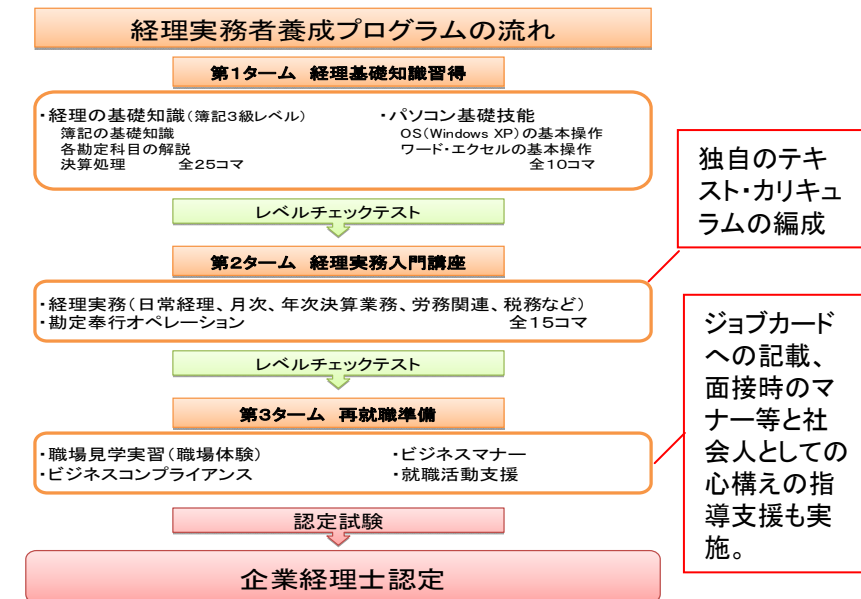 経理実務者養成プログラムの流れ
第1ターム 経理基礎知識習得
・経理の基礎知識(簿記3級レベル)
簿記の基礎知識
各勘定科目の解説
決算処理 全25コマ
・パソコン基礎技能
OS(Windows XP)の基本操作
ワード・エクセルの基本操作
全10コマ
レベルチェックテスト
第2ターム 経理実務入門講座
・経理実務(日常経理、月次、年次決算業務、労務関連、税務など)
・勘定奉行オペレーション 全15コマ
独自のテキ
スト・カリキュ
ラムの編成
レベルチェックテスト
第3ターム 再就職準備
・職場見学実習(職場体験)
・ビジネスコンプライアンス
・ビジネスマナー
・就職活動支援
ジョブカード
への記載、
面接時のマ
ナー等と社
会人としての
心構えの指
導支援も実
施。
認定試験
企業経理士認定